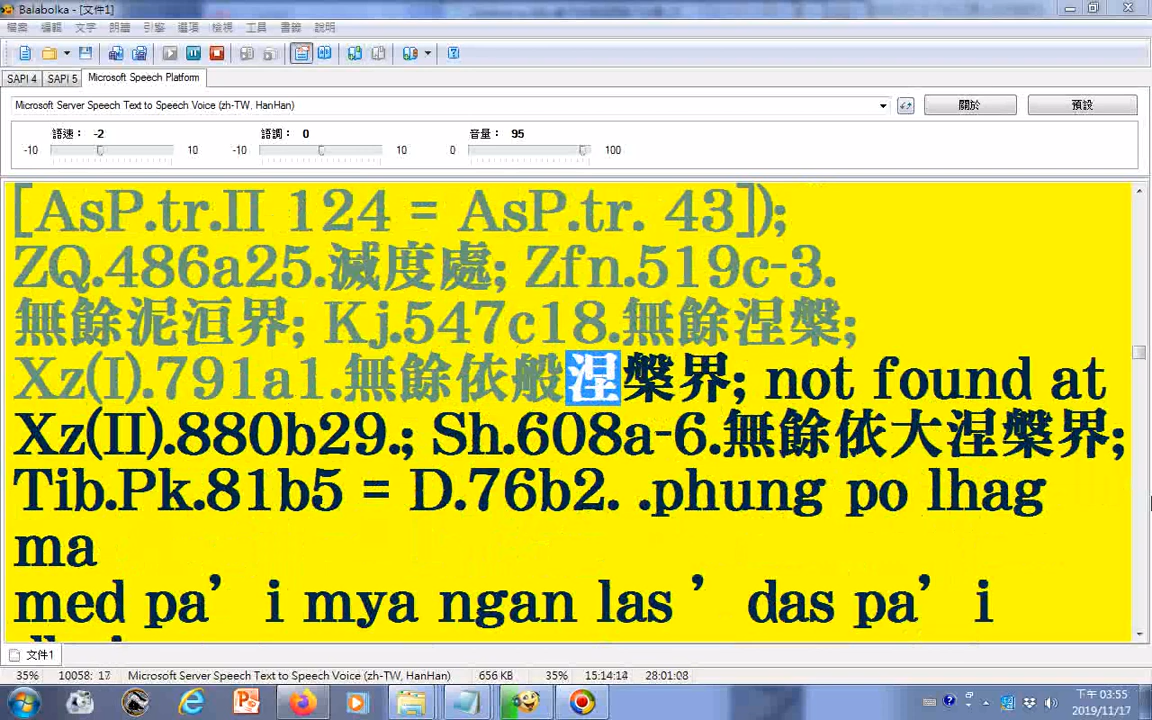 Balabolka - [文件1]
檔案 編輯 文字 朗讀 引擎 選項 檢視 工具 書籤 說明
SAPI 4 SAPI 5 Microsoft Speech Platform
Microsoft Server Speech Text to Speech Voice (zh-TW, HanHan) 關於 預設
語速： -2 語調： 0 音量： 95
-10 10 -10 10 0 100
[AsP.tr.II 124 = AsP.tr. 43]);
ZQ.486a25.滅度處; Zfn.519c-3.
無餘泥洹界; Kj.547c18.無餘涅槃;
Xz(I).791a1.無餘依般涅槃界; not found at
Xz(II).880b29.; Sh.608a-6.無餘依大涅槃界;
Tib.Pk.81b5 = D.76b2. .phung po lhag
ma
med pa’i mya ngan las ’das pa’i
文件1
35% 10058: 17 Microsoft Server Speech Text to Speech Voice (zh-TW, HanHan) 656 KB 35% 15:14:14 28:01:08
下午 03:55
2019/11/17